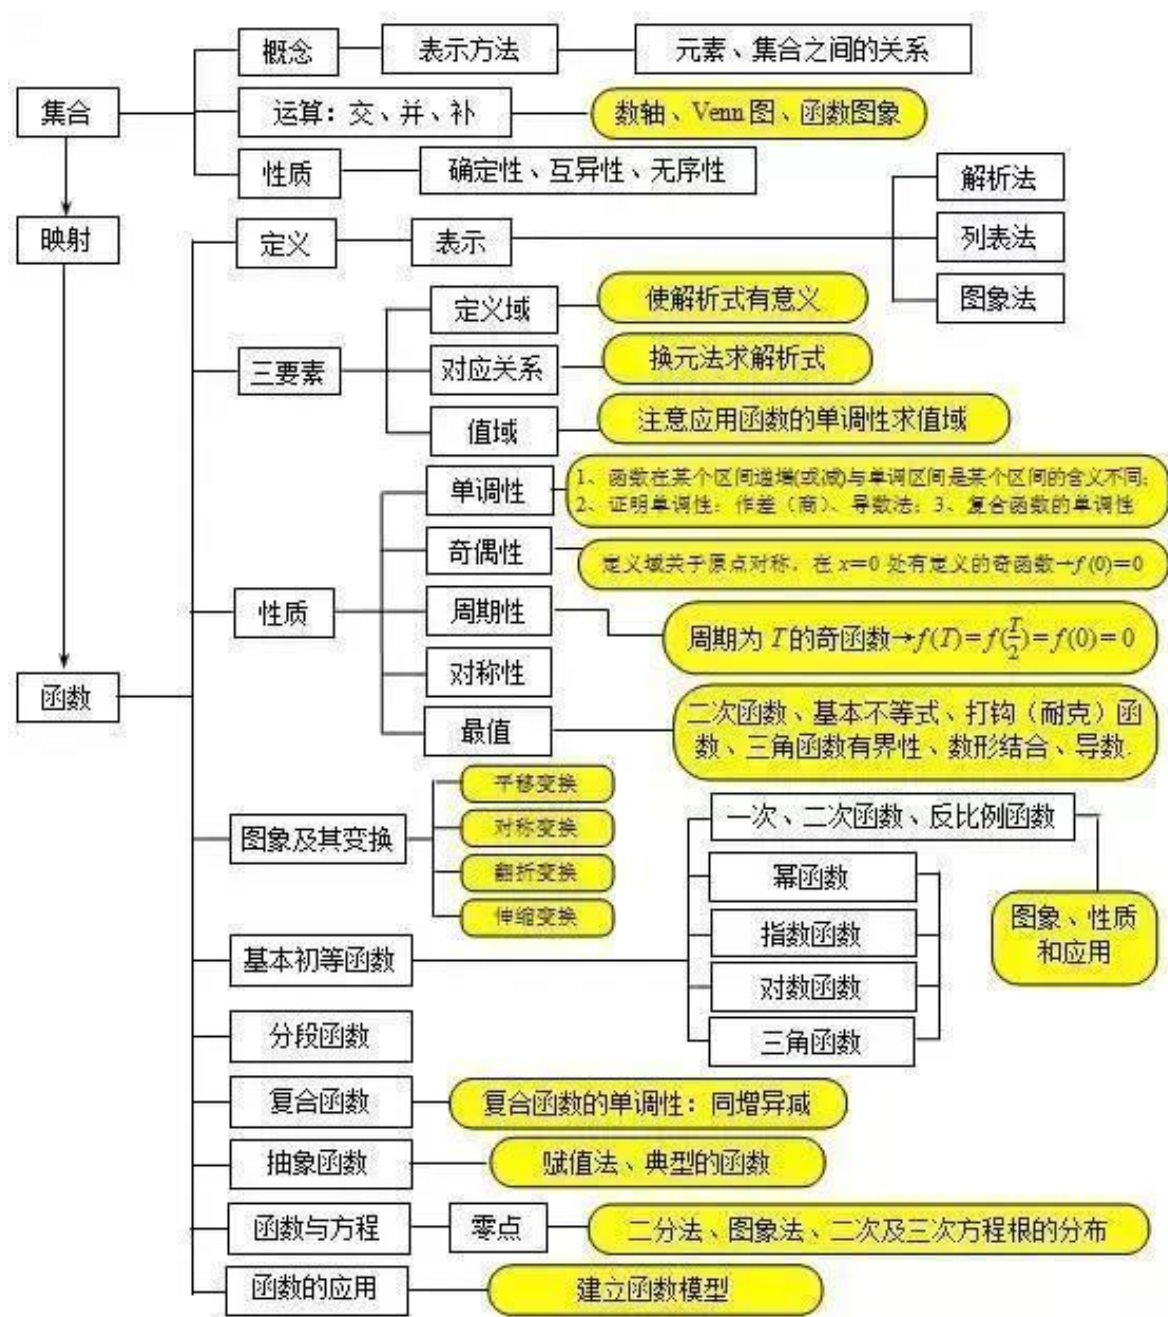 概念
表示方法
元素、集合之间的关系
集合
运算：交、并、补
数轴、Venn 图、函数图象
性质
确定性、互异性、无序性
解析法
映射
定义
表示
列表法
图象法
三要素
定义域
使解析式有意义
对应关系
换元法求解析式
值域
注意应用函数的单调性求值域
性质
单调性
1、函数在某个区间递增(或减)与单调区间是某个区间的含义不同；
2、证明单调性：作差（商）、导数法；3、复合函数的单调性
奇偶性
定义域关于原点对称，在 x＝0 处有定义的奇函数→f (0)＝0
周期性
周期为 T 的奇函数→f (T)＝f(T/2)＝f (0)＝0
对称性
函数
最值
二次函数、基本不等式、打钩（耐克）函
数、三角函数有界性、数形结合、导数.
图象及其变换
平移变换
对称变换
翻折变换
伸缩变换
基本初等函数
一次、二次函数、反比例函数
幂函数
指数函数
对数函数
三角函数
图象、性质
和应用
分段函数
复合函数
复合函数的单调性：同增异减
抽象函数
赋值法、典型的函数
函数与方程
零点
二分法、图象法、二次及三次方程根的分布
函数的应用
建立函数模型